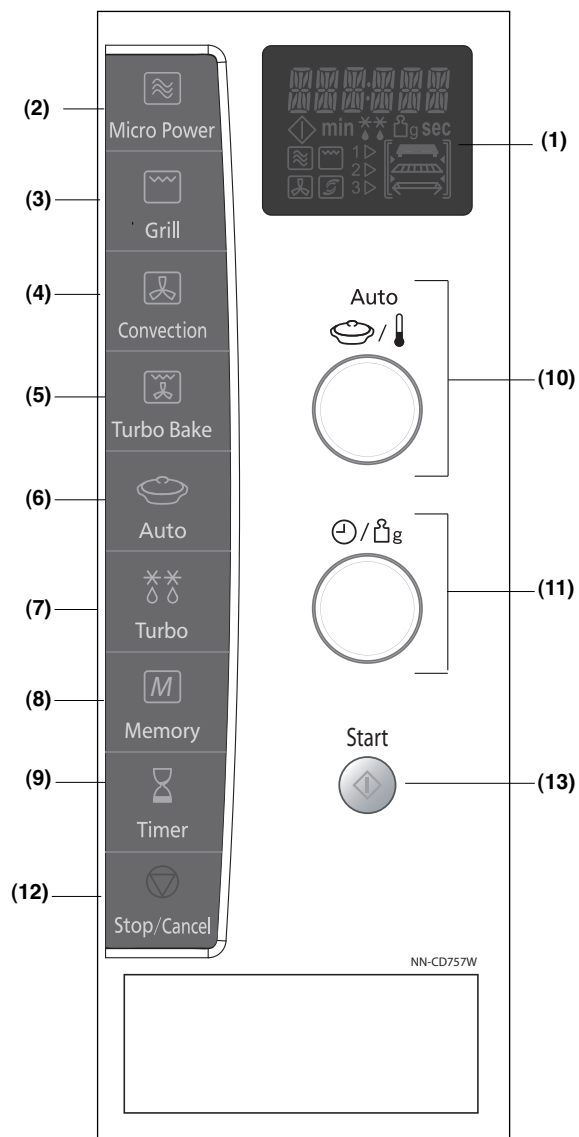 (1)
min g sec
1
2
3
(2)
Micro Power
(3)
Grill
(4)
Convection
(5)
Turbo Bake
(6)
Auto
(7)
Turbo
(8)
M
Memory
(9)
Timer
(12)
Stop/Cancel
Auto
/
(10)
/ g
(11)
Start
(13)
NN-CD757W